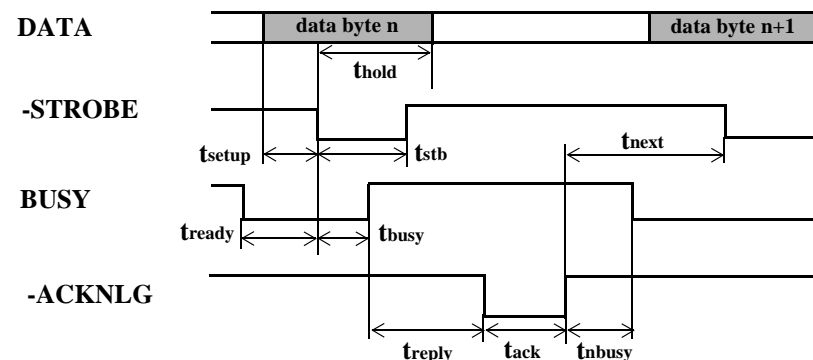 DATA
data byte n
data byte n+1
thold
-STROBE
tsetup
tstb
tnext
BUSY
tready
tbusy
-ACKNLG
treply
tack
tnbusy